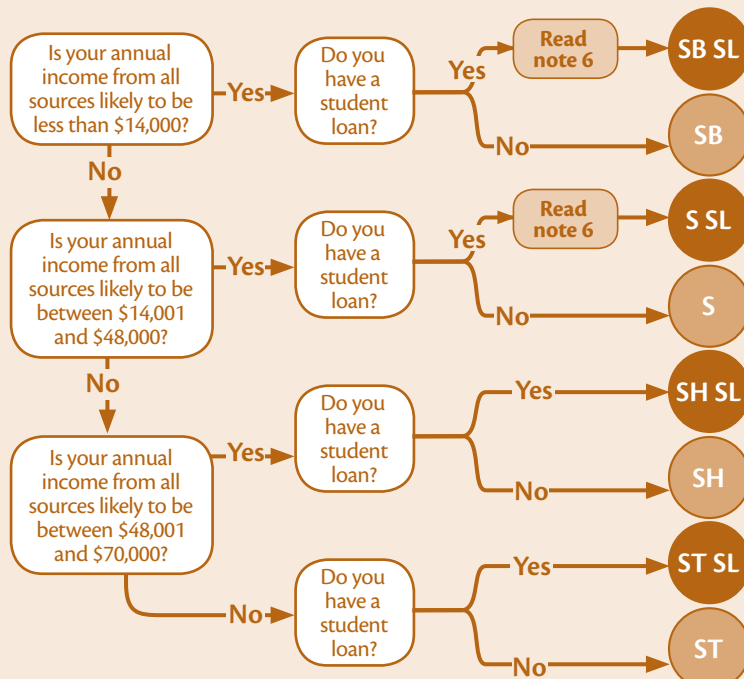 Is your annual
income from all
sources likely to be
less than $14,000?
Yes
Do you
have a
student
loan?
Yes
Read
note 6
SB SL
No
SB
No
Is your annual
income from all
sources likely to be
between $14,001
and $48,000?
Yes
Do you
have a
student
loan?
Yes
Read
note 6
S SL
No
S
No
Is your annual
income from all
sources likely to be
between $48,001
and $70,000?
Yes
Do you
have a
student
loan?
Yes
SH SL
No
SH
No
Do you
have a
student
loan?
Yes
ST SL
No
ST